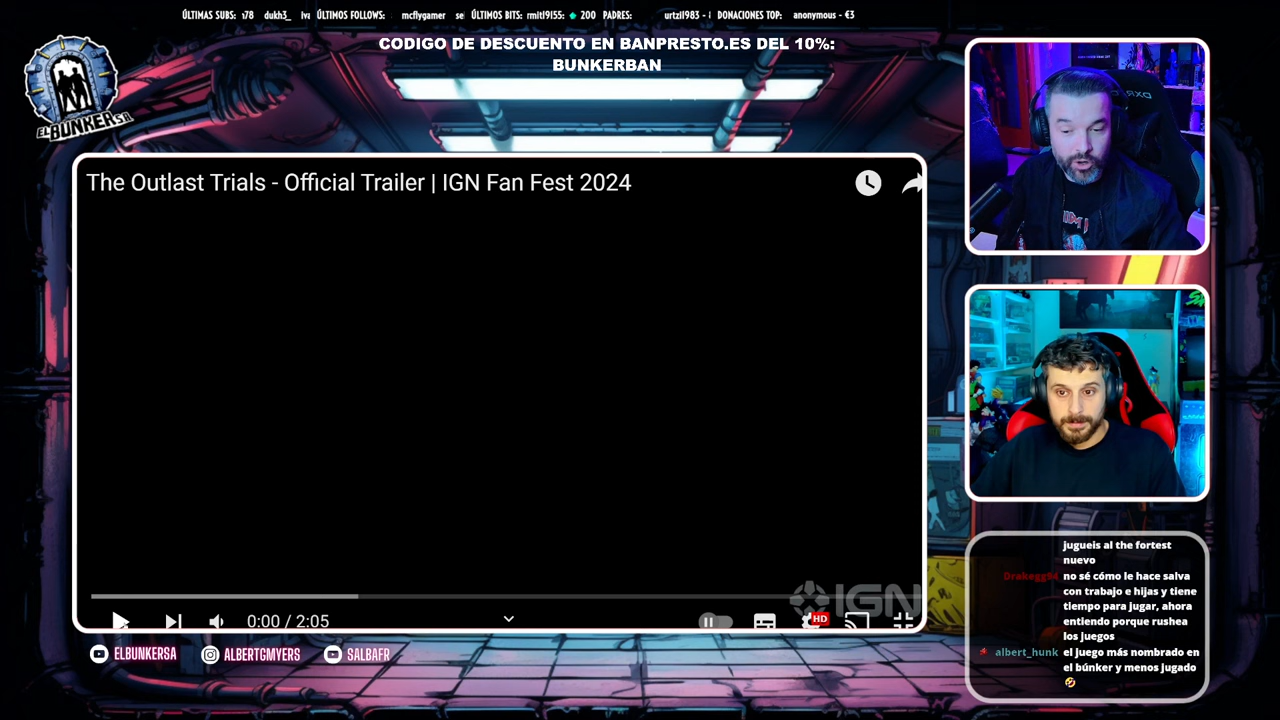 ÚLTIMAS SUBS:
dukh3_
ÚLTIMOS FOLLOWS:
mcflygamer
ÚLTIMOS BITS: rmiti9155: 200
PADRES:
urtzi1983 -
DONACIONES TOP:
anonymous - €3
CODIGO DE DESCUENTO EN BANPRESTO.ES DEL 10%:
BUNKERBAN
EL BUNKER S.A
The Outlast Trials - Official Trailer | IGN Fan Fest 2024
IGN
0:00 / 2:05
HD
ELBUNKERSA
ALBERTGMYERS
SALBAFR
jugueis al the fortest
nuevo
Drakegg94 no sé cómo le hace salva
con trabajo e hijas y tiene
tiempo para jugar, ahora
entiendo porque rushea
los juegos
albert_hunk el juego más nombrado en
el búnker y menos jugado
🤣